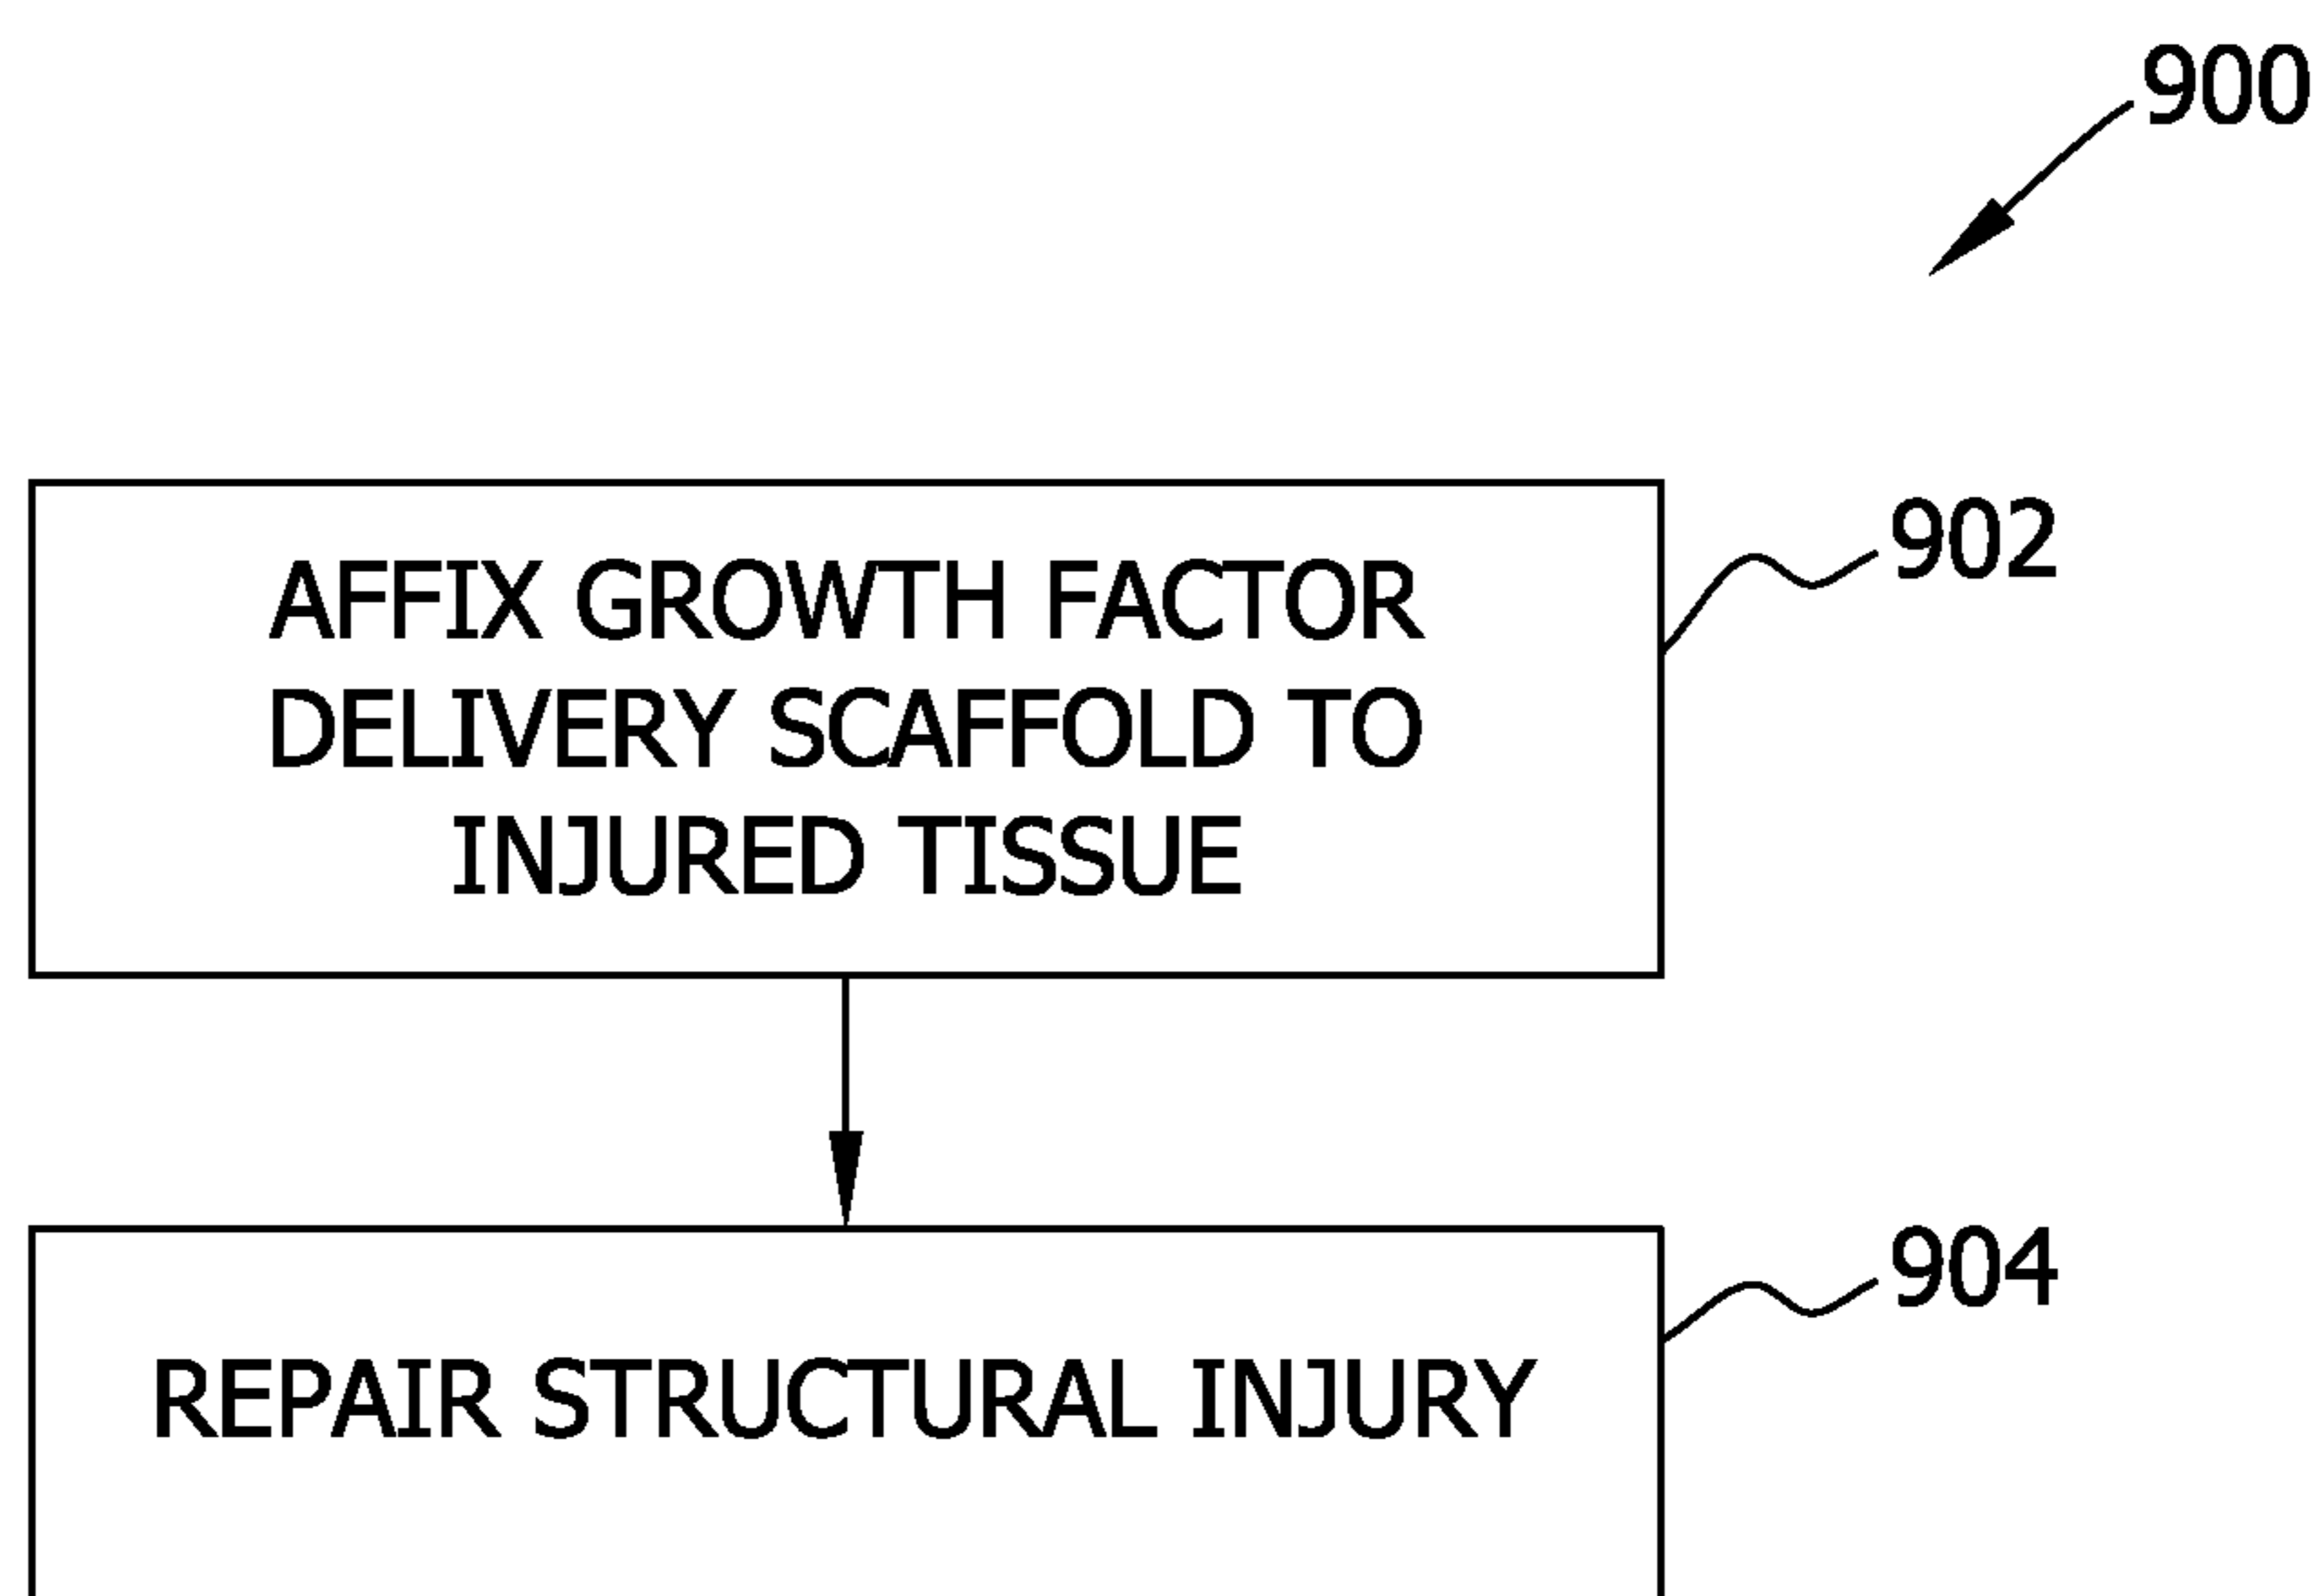 900
AFFIX GROWTH FACTOR
DELIVERY SCAFFOLD TO
INJURED TISSUE
902
REPAIR STRUCTURAL INJURY
904